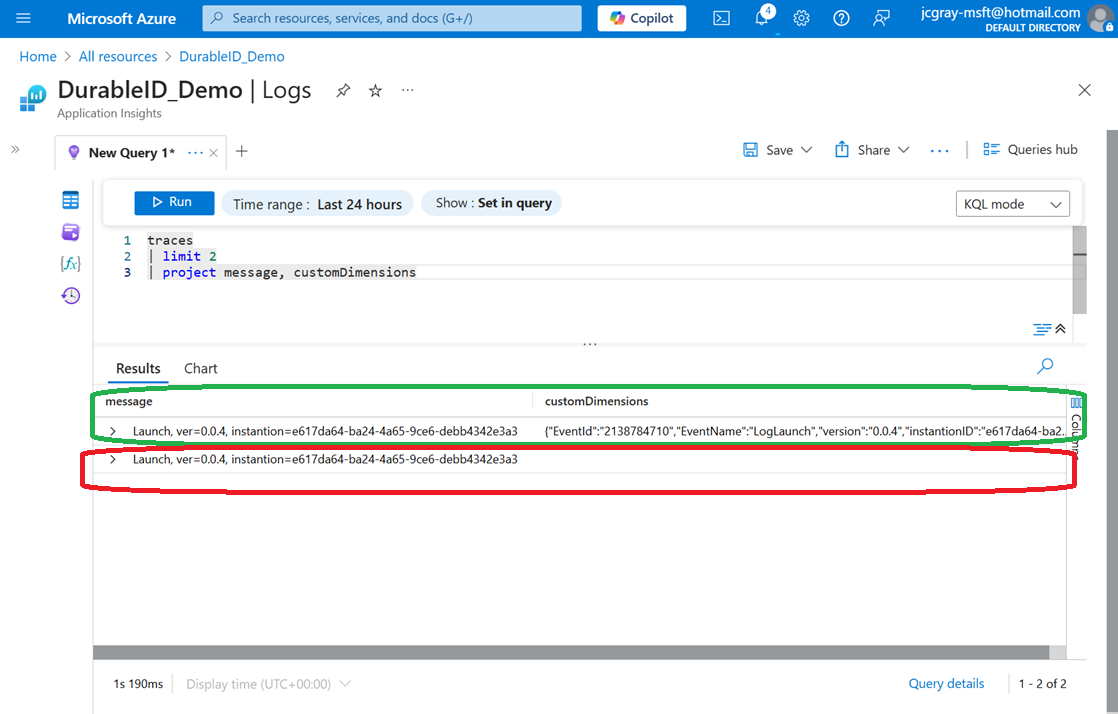 Microsoft Azure
Search resources, services, and docs (G+/)
Copilot
4
jcgray-msft@hotmail.com
DEFAULT DIRECTORY
Home > All resources > DurableID_Demo
DurableID_Demo | Logs
Application Insights
New Query 1*
Save
Share
Queries hub
Run
Time range : Last 24 hours
Show : Set in query
KQL mode
1 traces
2 | limit 2
3 | project message, customDimensions
Results
Chart
message
customDimensions
Columns
Launch, ver=0.0.4, instantion=e617da64-ba24-4a65-9ce6-debb4342e3a3
{"EventId":"2138784710","EventName":"LogLaunch","version":"0.0.4","instantionID":"e617da64-ba2...
Launch, ver=0.0.4, instantion=e617da64-ba24-4a65-9ce6-debb4342e3a3
1s 190ms
Display time (UTC+00:00)
Query details
1 - 2 of 2